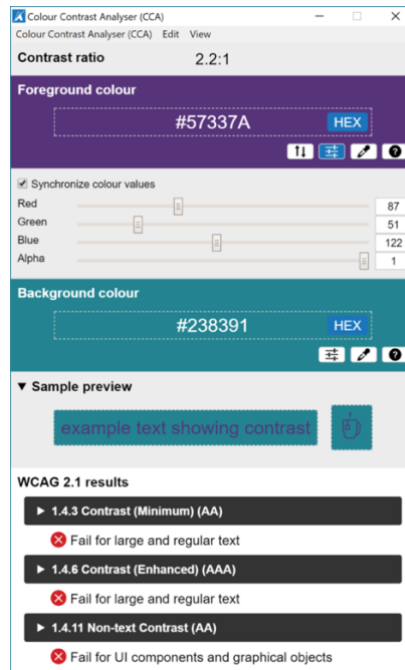 Colour Contrast Analyser (CCA)
Colour Contrast Analyser (CCA) Edit View
Contrast ratio 2.2:1
Foreground colour
#57337A HEX
Synchronize colour values
Red 87
Green 51
Blue 122
Alpha 1
Background colour
#238391 HEX
▼ Sample preview
example text showing contrast
WCAG 2.1 results
▶ 1.4.3 Contrast (Minimum) (AA)
Fail for large and regular text
▶ 1.4.6 Contrast (Enhanced) (AAA)
Fail for large and regular text
▶ 1.4.11 Non-text Contrast (AA)
Fail for UI components and graphical objects